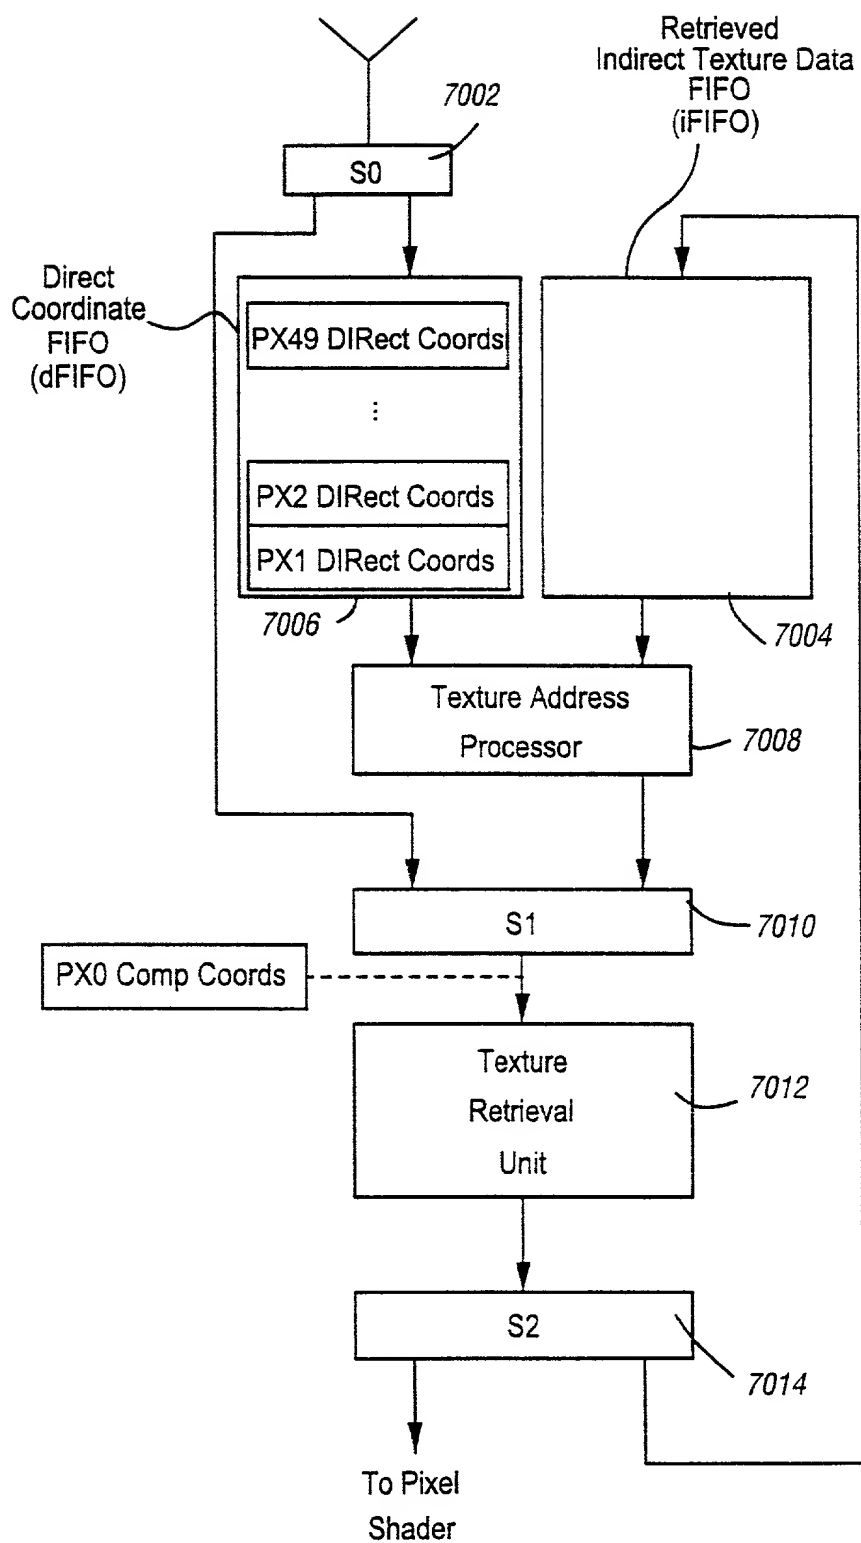 Retrieved
Indirect Texture Data
FIFO
(iFIFO)
7002
S0
Direct
Coordinate
FIFO
(dFIFO)
PX49 DIRect Coords
...
PX2 DIRect Coords
PX1 DIRect Coords
7006
7004
Texture Address
Processor
7008
S1
7010
PX0 Comp Coords
Texture
Retrieval
Unit
7012
S2
7014
To Pixel
Shader